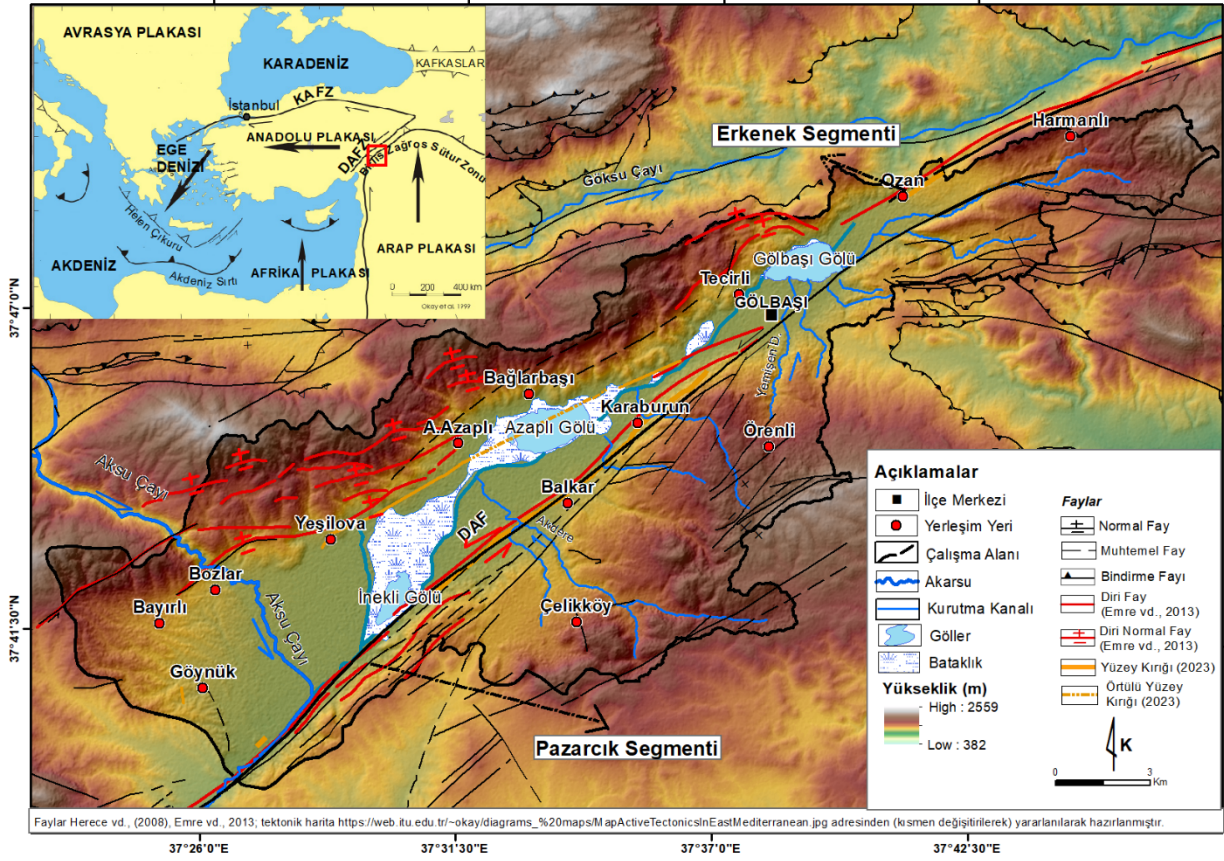 AVRASYA PLAKASI
KARADENİZ
KAFKASLAR
KAFZ
İstanbul
ANADOLU PLAKASI
EGE
DENİZİ
DAFZ
Bitlis Zağros Sütur Zonu
Helen Çukuru
ARAP PLAKASI
AKDENİZ
Akdeniz Sırtı
AFRİKA PLAKASI
0 200 400 km
Okay et al. 1999
Erkenek Segmenti
Harmanlı
Göksu Çayı
Ozan
Gölbaşı Gölü
Tecirli
GÖLBAŞI
Yemişen D.
Bağlarbaşı
Karaburun
A.Azaplı
Azaplı Gölü
Örenli
Aksu Çayı
Balkar
Yeşilova
DAF
Akdere
Bozlar
İnekli Gölü
Bayırlı
Aksu Çayı
Çelikköy
Göynük
Pazarcık Segmenti
Açıklamalar
İlçe Merkezi
Yerleşim Yeri
Çalışma Alanı
Akarsu
Kurutma Kanalı
Göller
Bataklık
Yükseklik (m)
High : 2559
Low : 382
Faylar
Normal Fay
Muhtemel Fay
Bindirme Fayı
Diri Fay
(Emre vd., 2013)
Diri Normal Fay
(Emre vd., 2013)
Yüzey Kırığı (2023)
Örtülü Yüzey
Kırığı (2023)
K
0 3
Km
Faylar Herece vd., (2008), Emre vd., 2013; tektonik harita https://web.itu.edu.tr/~okay/diagrams_%20maps/MapActiveTectonicsInEastMediterranean.jpg adresinden (kısmen değişitirilerek) yararlanılarak hazırlanmıştır.
37°47'0"N
37°41'30"N
37°26'0"E
37°31'30"E
37°37'0"E
37°42'30"E